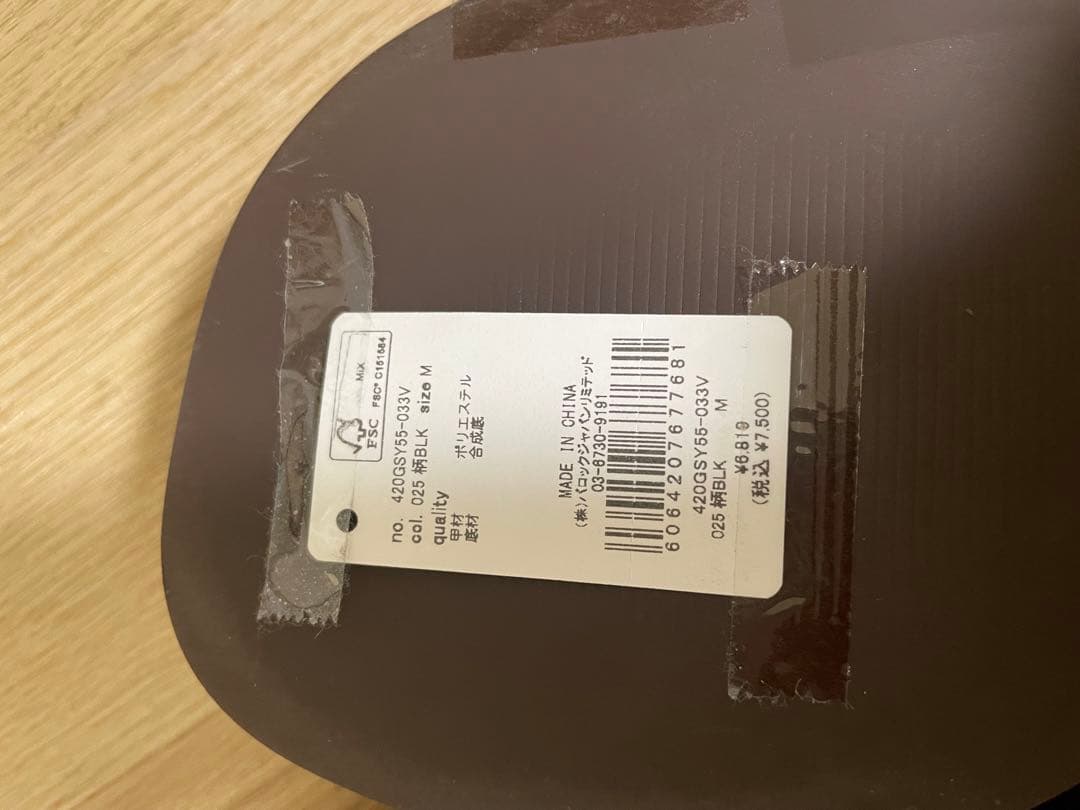 FSC
MIX
FSC® C151584
no. 420GSY55-033V
col. 025 柄BLK size M
quality
甲材 ポリエステル
底材 合成底
MADE IN CHINA
(株)バロックジャパンリミテッド
03-6730-9191
6064207677681
420GSY55-033V
025 柄BLK M
¥6,819
(税込 ¥7,500)